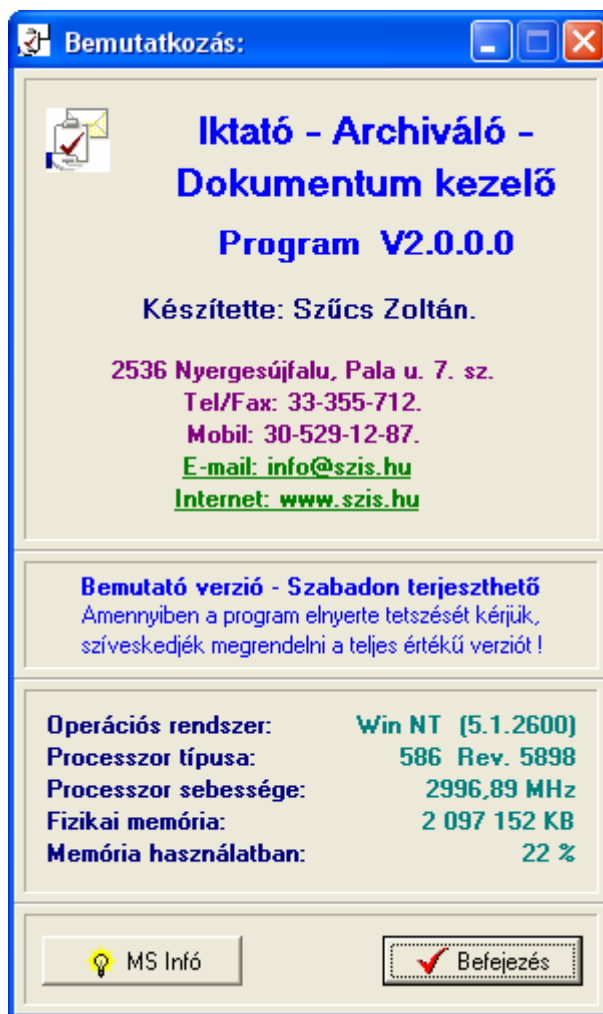 Bemutatkozás:
Iktató - Archiváló -
Dokumentum kezelő
Program V2.0.0.0
Készítette: Szűcs Zoltán.
2536 Nyergesújfalu, Pala u. 7. sz.
Tel/Fax: 33-355-712.
Mobil: 30-529-12-87.
E-mail: info@szis.hu
Internet: www.szis.hu
Bemutató verzió - Szabadon terjeszthető
Amennyiben a program elnyerte tetszését kérjük,
szíveskedjék megrendelni a teljes értékű verziót !
Operációs rendszer: Win NT (5.1.2600)
Processzor típusa: 586 Rev. 5898
Processzor sebessége: 2996,89 MHz
Fizikai memória: 2 097 152 KB
Memória használatban: 22 %
MS Infó Befejezés